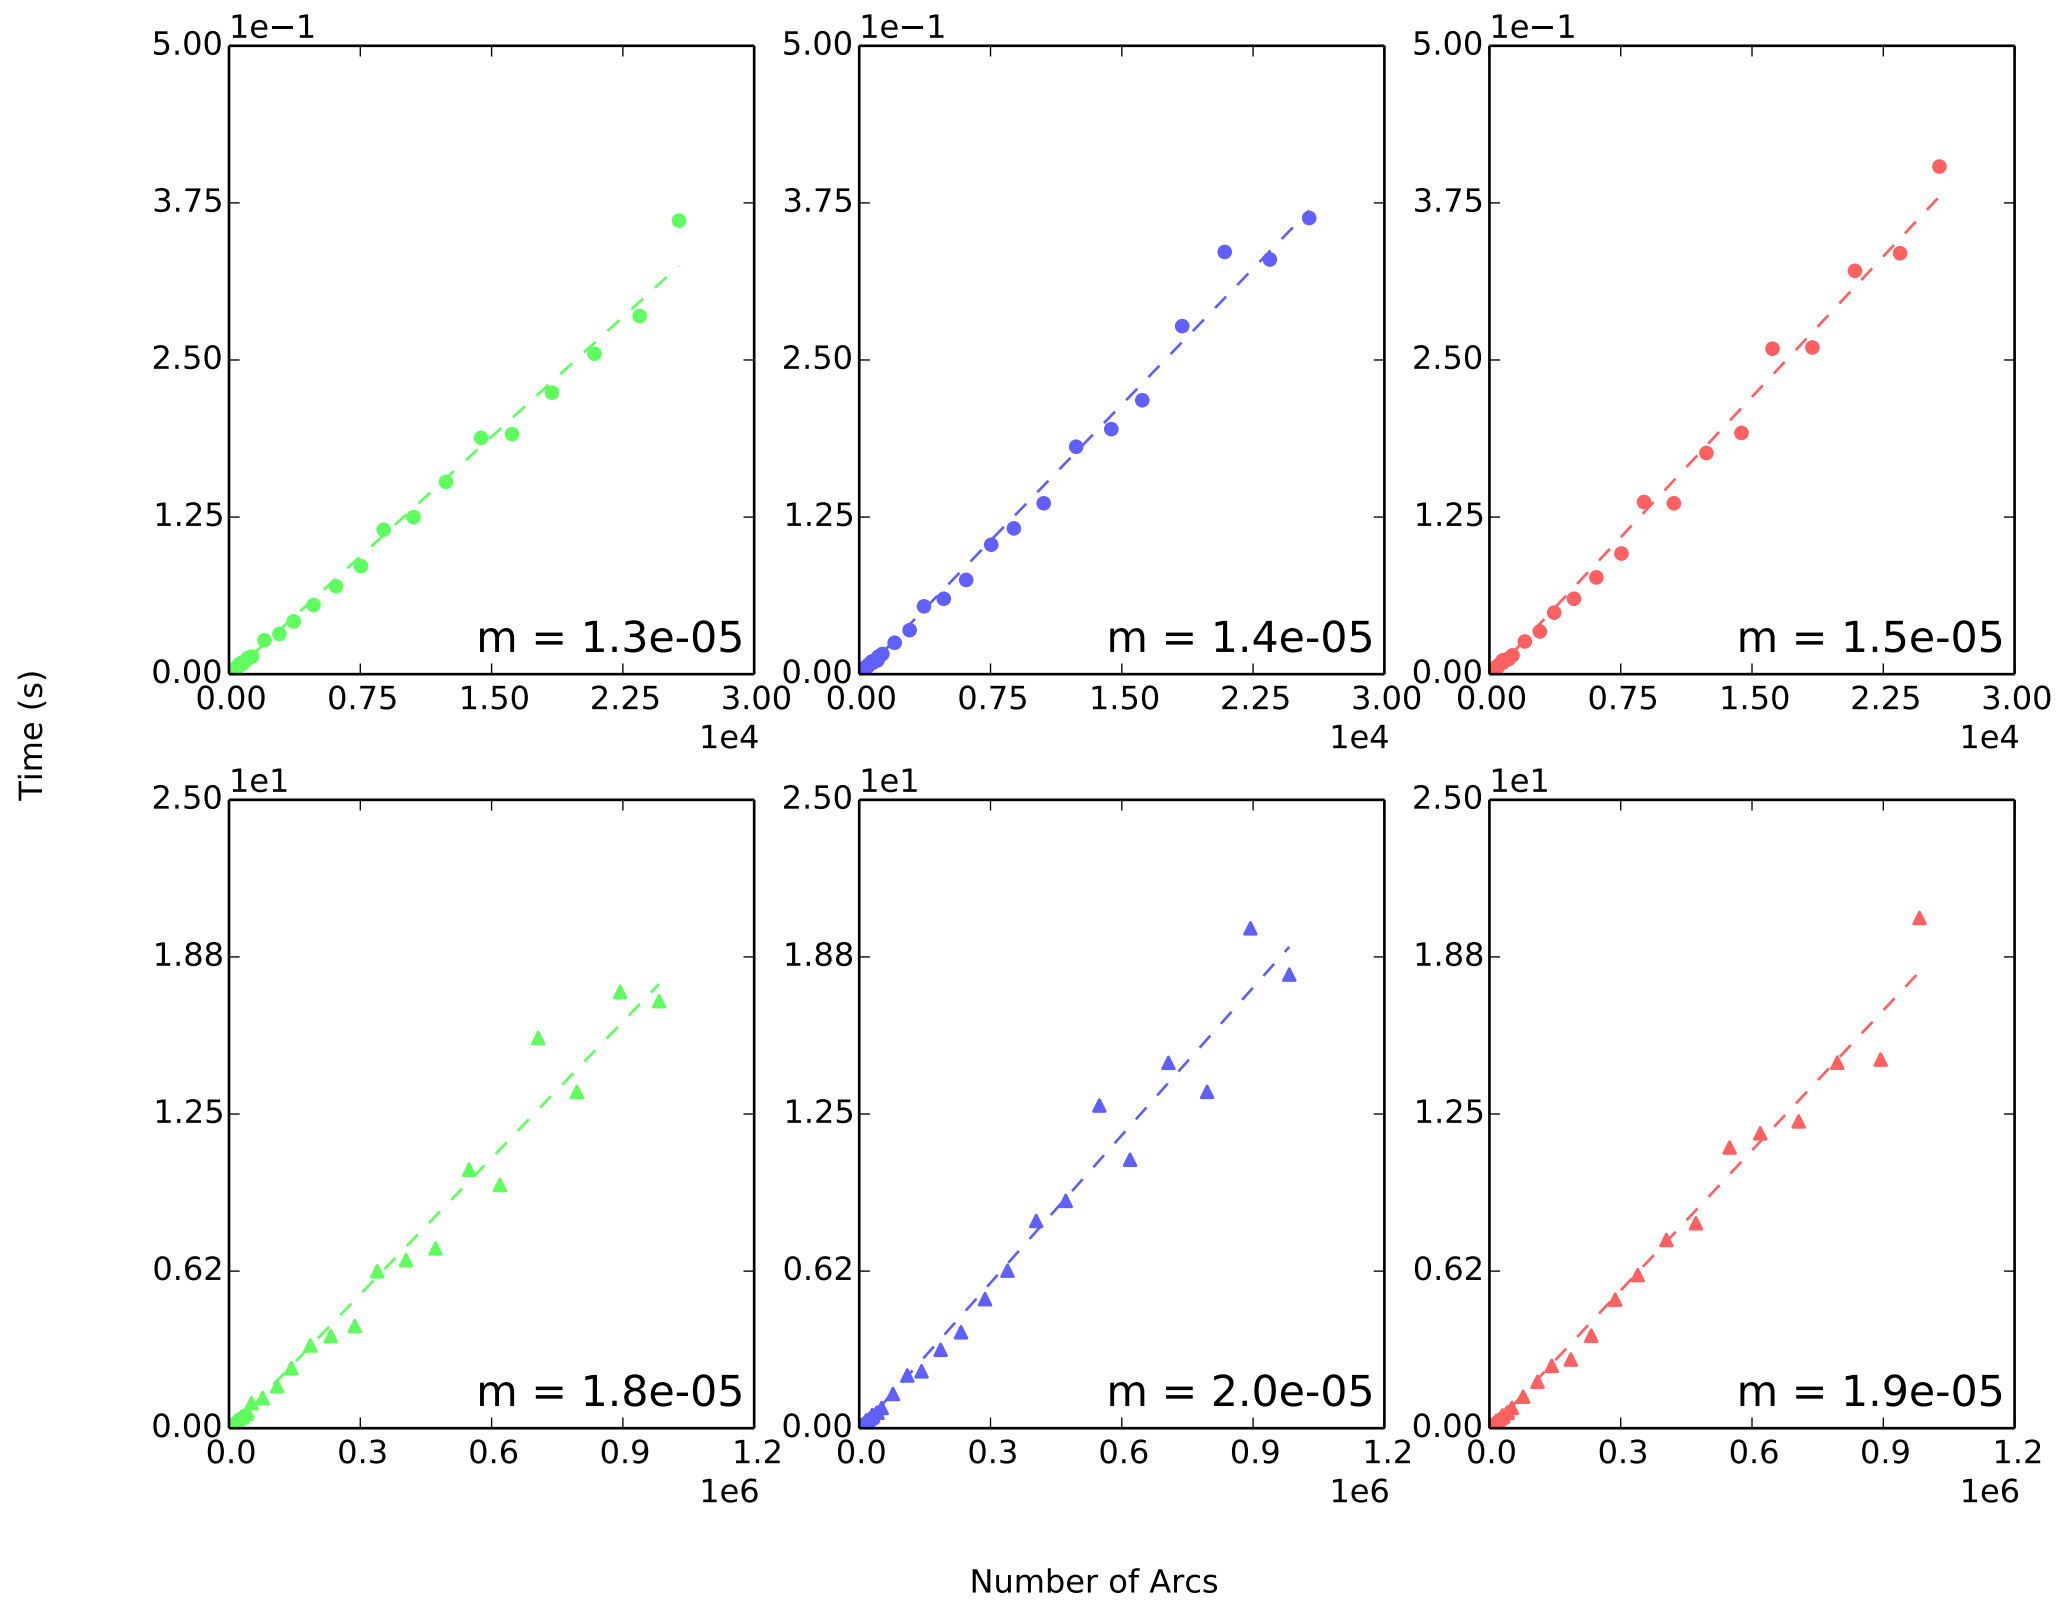 1e−1 1e−1 1e−1
5.00 5.00 5.00
3.75 3.75 3.75
2.50 2.50 2.50
1.25 1.25 1.25
m = 1.3e-05 m = 1.4e-05 m = 1.5e-05
0.00 0.00 0.00
0.00 0.75 1.50 2.25 3.00 0.00 0.75 1.50 2.25 3.00 0.00 0.75 1.50 2.25 3.00
1e4 1e4 1e4
Time (s)
1e1 1e1 1e1
2.50 2.50 2.50
1.88 1.88 1.88
1.25 1.25 1.25
0.62 0.62 0.62
m = 1.8e-05 m = 2.0e-05 m = 1.9e-05
0.00 0.00 0.00
0.0 0.3 0.6 0.9 1.2 0.0 0.3 0.6 0.9 1.2 0.0 0.3 0.6 0.9 1.2
1e6 1e6 1e6
Number of Arcs